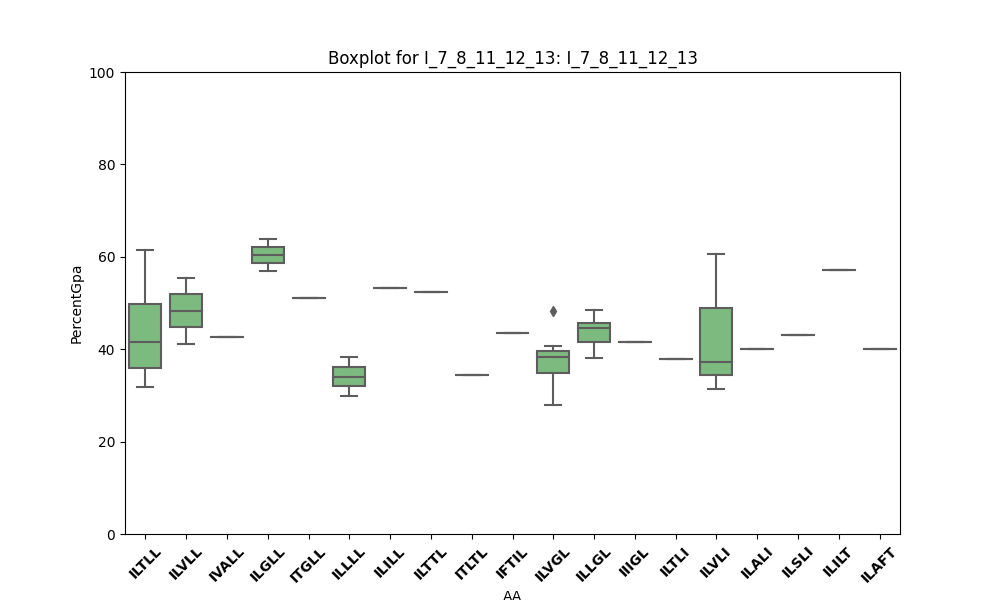 Boxplot for I_7_8_11_12_13: I_7_8_11_12_13
100
80
60
40
20
0
PercentGpa
ILTLL
ILVLL
IVALL
ILGLL
ITGLL
ILLLL
ILILL
ILTTL
ITLTL
IFTIL
ILVGL
ILLGL
IIIGL
ILTLI
ILVLI
ILALI
ILSLI
ILILT
ILAFT
AA